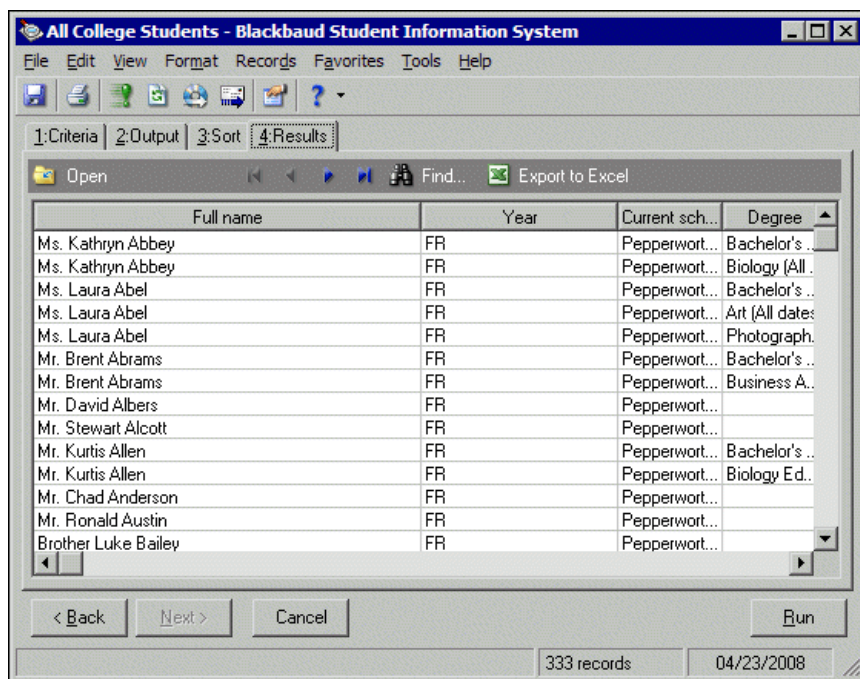 All College Students - Blackbaud Student Information System
File Edit View Format Records Favorites Tools Help
1:Criteria 2:Output 3:Sort 4:Results
Open Find... Export to Excel
Full name Year Current sch... Degree
Ms. Kathryn Abbey FR Pepperwort... Bachelor's ...
Ms. Kathryn Abbey FR Pepperwort... Biology (All .
Ms. Laura Abel FR Pepperwort... Bachelor's ...
Ms. Laura Abel FR Pepperwort... Art (All dates
Ms. Laura Abel FR Pepperwort... Photograph.
Mr. Brent Abrams FR Pepperwort... Bachelor's ...
Mr. Brent Abrams FR Pepperwort... Business A..
Mr. David Albers FR Pepperwort...
Mr. Stewart Alcott FR Pepperwort...
Mr. Kurtis Allen FR Pepperwort... Bachelor's ...
Mr. Kurtis Allen FR Pepperwort... Biology Ed..
Mr. Chad Anderson FR Pepperwort...
Mr. Ronald Austin FR Pepperwort...
Brother Luke Bailey FR Pepperwort...
< Back Next > Cancel Run
333 records 04/23/2008